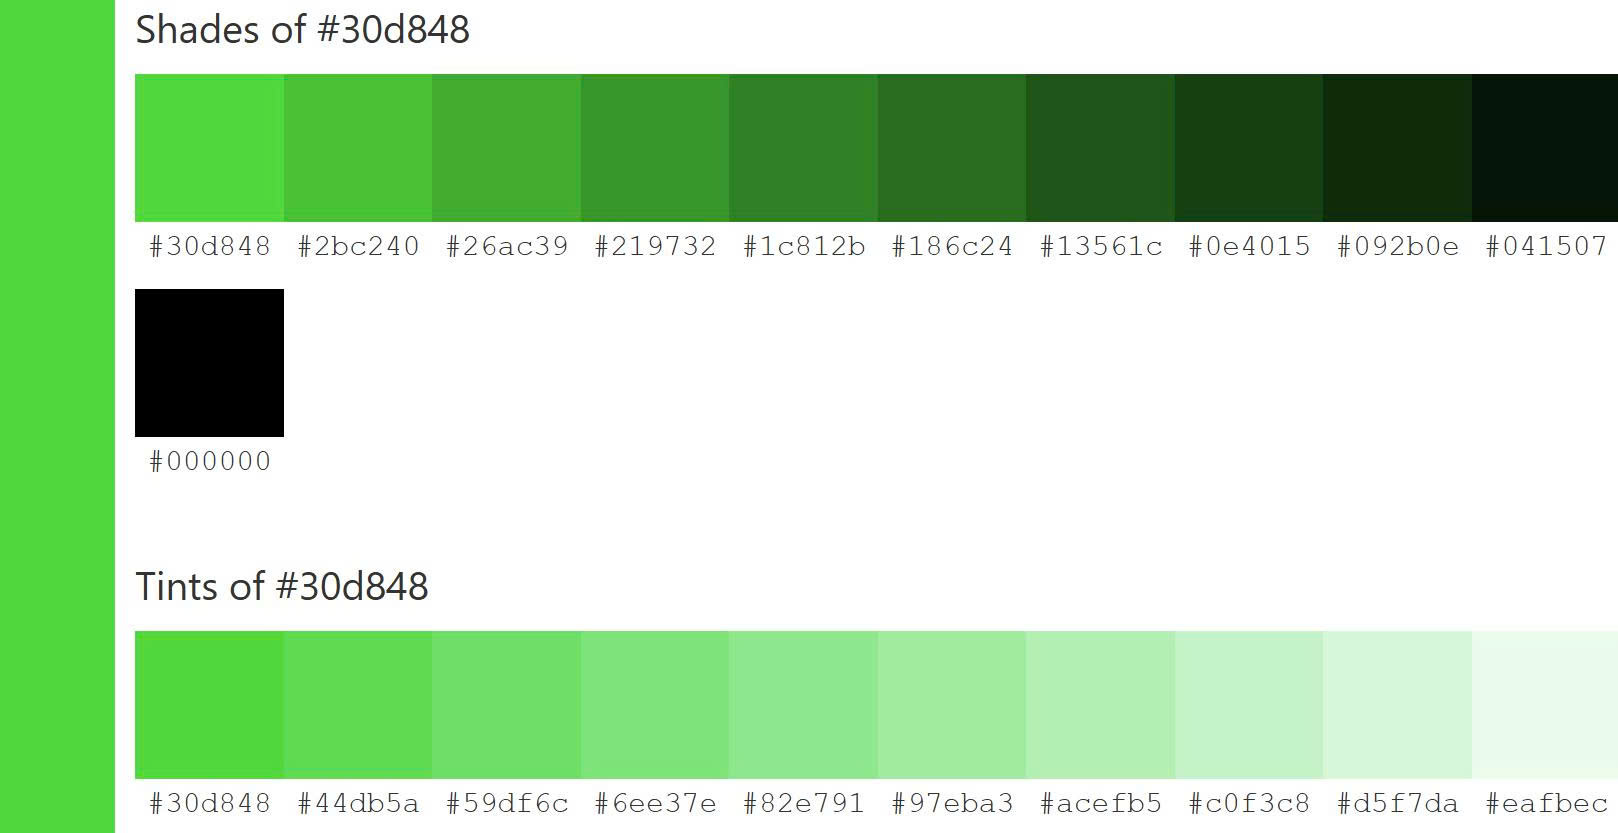 Shades of #30d848
#30d848 #2bc240 #26ac39 #219732 #1c812b #186c24 #13561c #0e4015 #092b0e #041507
#000000
Tints of #30d848
#30d848 #44db5a #59df6c #6ee37e #82e791 #97eba3 #acefb5 #c0f3c8 #d5f7da #eafbec